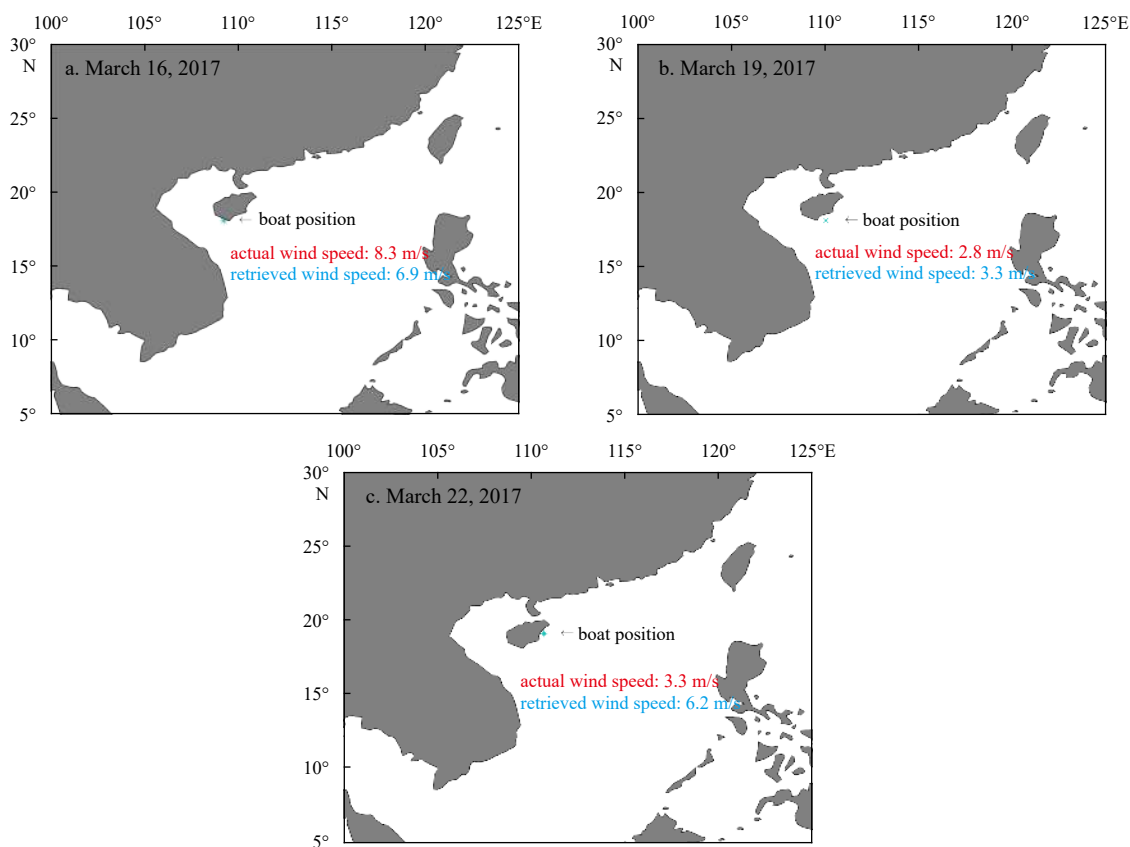 100° 105° 110° 115° 120° 125°E
30°
N
a. March 16, 2017
25°
20°
← boat position
actual wind speed: 8.3 m/s
15°
retrieved wind speed: 6.9 m/s
10°
5°
100° 105° 110° 115° 120° 125°E
30°
N
b. March 19, 2017
25°
20°
← boat position
actual wind speed: 2.8 m/s
15°
retrieved wind speed: 3.3 m/s
10°
5°
100° 105° 110° 115° 120° 125°E
30°
N
c. March 22, 2017
25°
20°
← boat position
actual wind speed: 3.3 m/s
15°
retrieved wind speed: 6.2 m/s
10°
5°